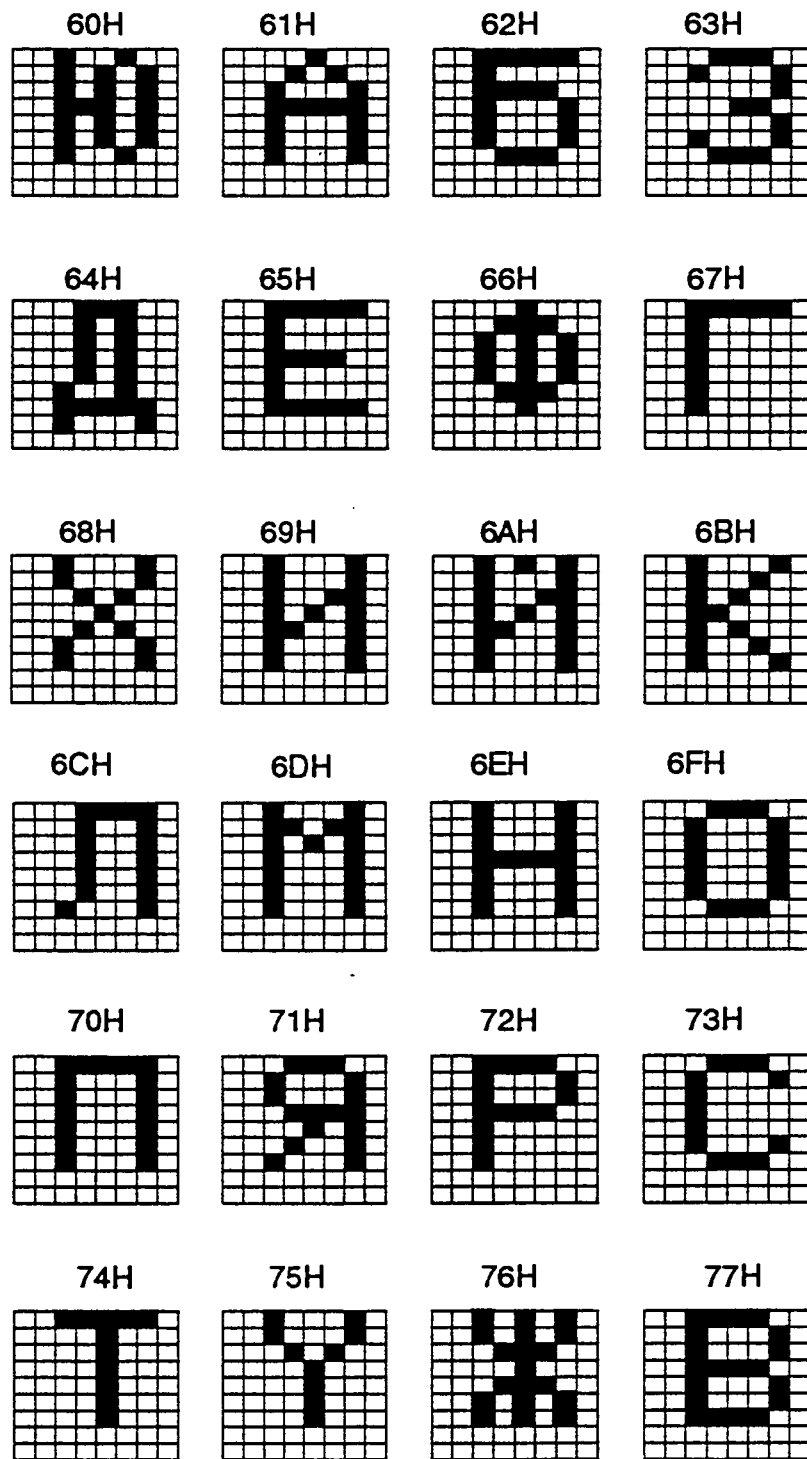 60H 61H 62H 63H
Ю А Б З
64H 65H 66H 67H
Д Е Ф Г
68H 69H 6AH 6BH
Х И Й К
6CH 6DH 6EH 6FH
Л М Н О
70H 71H 72H 73H
П Я Р С
74H 75H 76H 77H
Т У Ж В